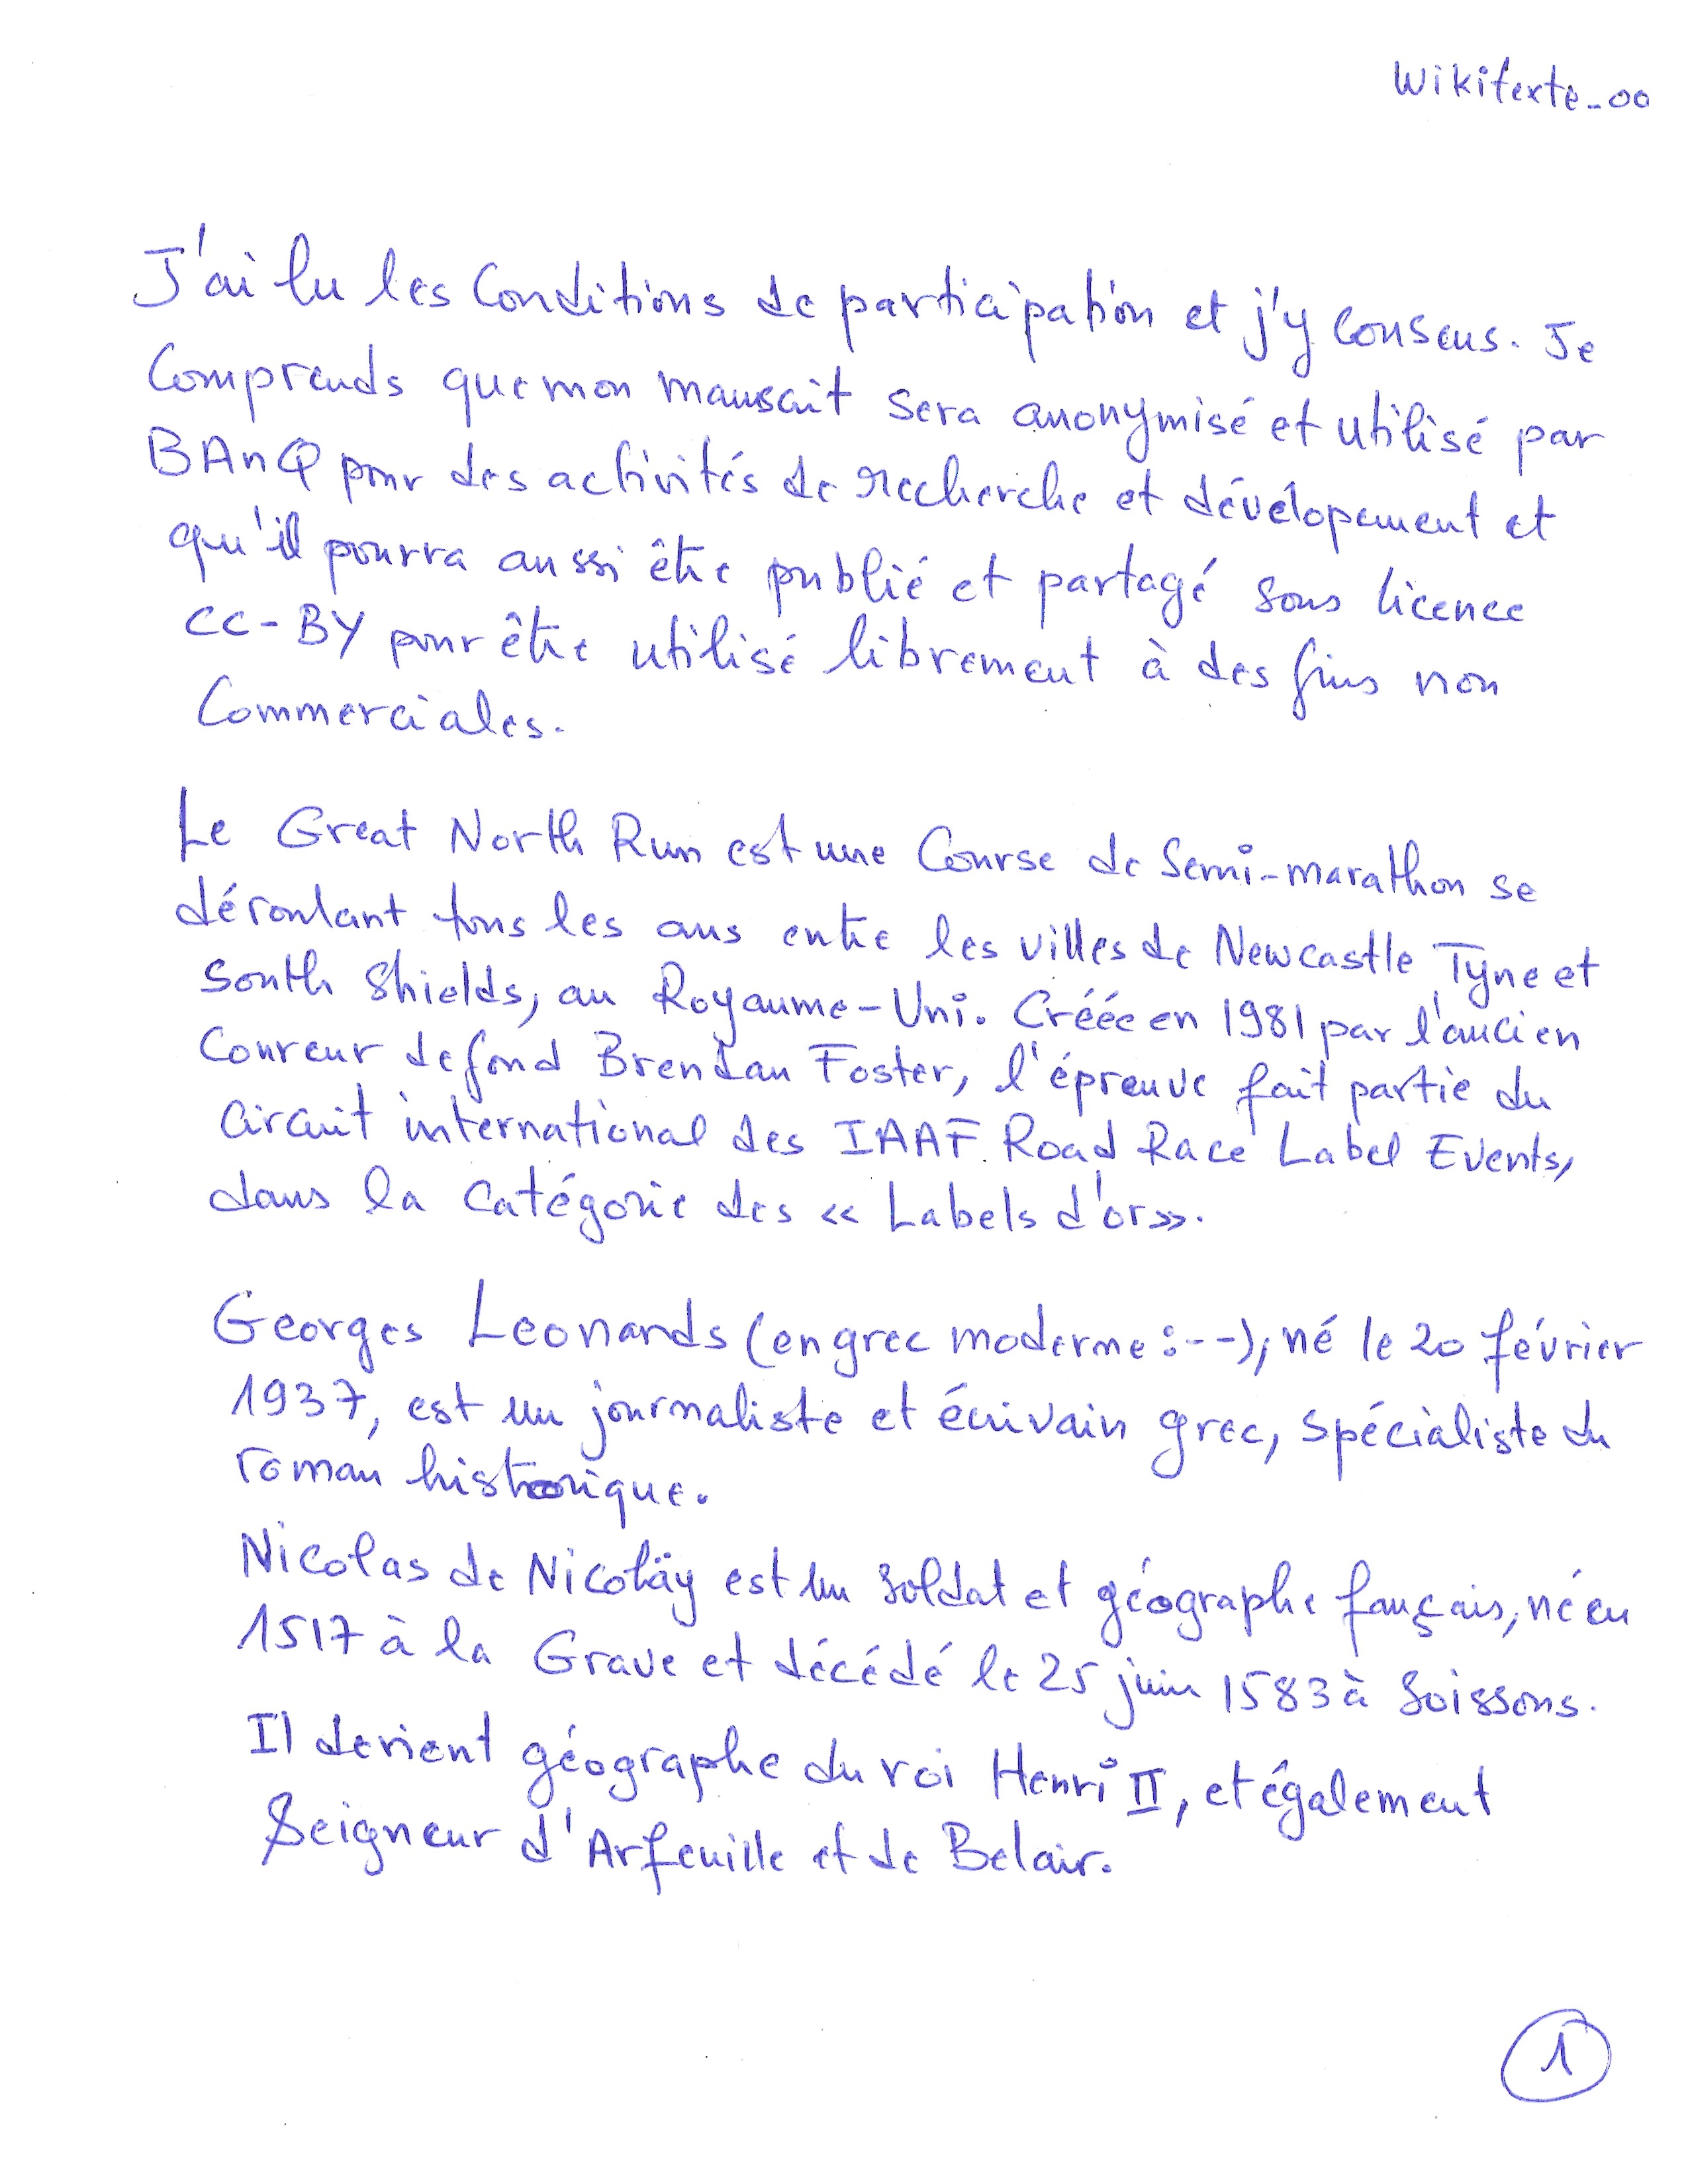 Wikitexte_00
J'ai lu les Conditions de participation et j'y consens. Je
Comprends que mon manuscrit sera anonymisé et utilisé par
BAnQ pour des activités de recherche et dévélopement et
qu'il pourra aussi être publié et partagé sous licence
CC-BY pour être utilisé librement à des fins non
Commerciales.
Le Great North Run est une Course de Semi-marathon se
déroulant tous les ans entre les villes de Newcastle Tyne et
South Shields, au Royaume-Uni. Créée en 1981 par l'ancien
Coureur de fond Brendan Foster, l'épreuve fait partie du
Circuit international des IAAF Road Race Label Events,
dans la Catégorie des « Labels d'or».
Georges Leonards (en grec moderne :--), né le 20 février
1937, est un journaliste et écrivain grec, spécialiste du
roman historique.
Nicolas de Nicolaÿ est un soldat et géographe français, né en
1517 à la Grave et décédé le 25 juin 1583 à Soissons.
Il devient géographe du roi Henri II, et également
Seigneur d'Arfeuille et de Belair.
1